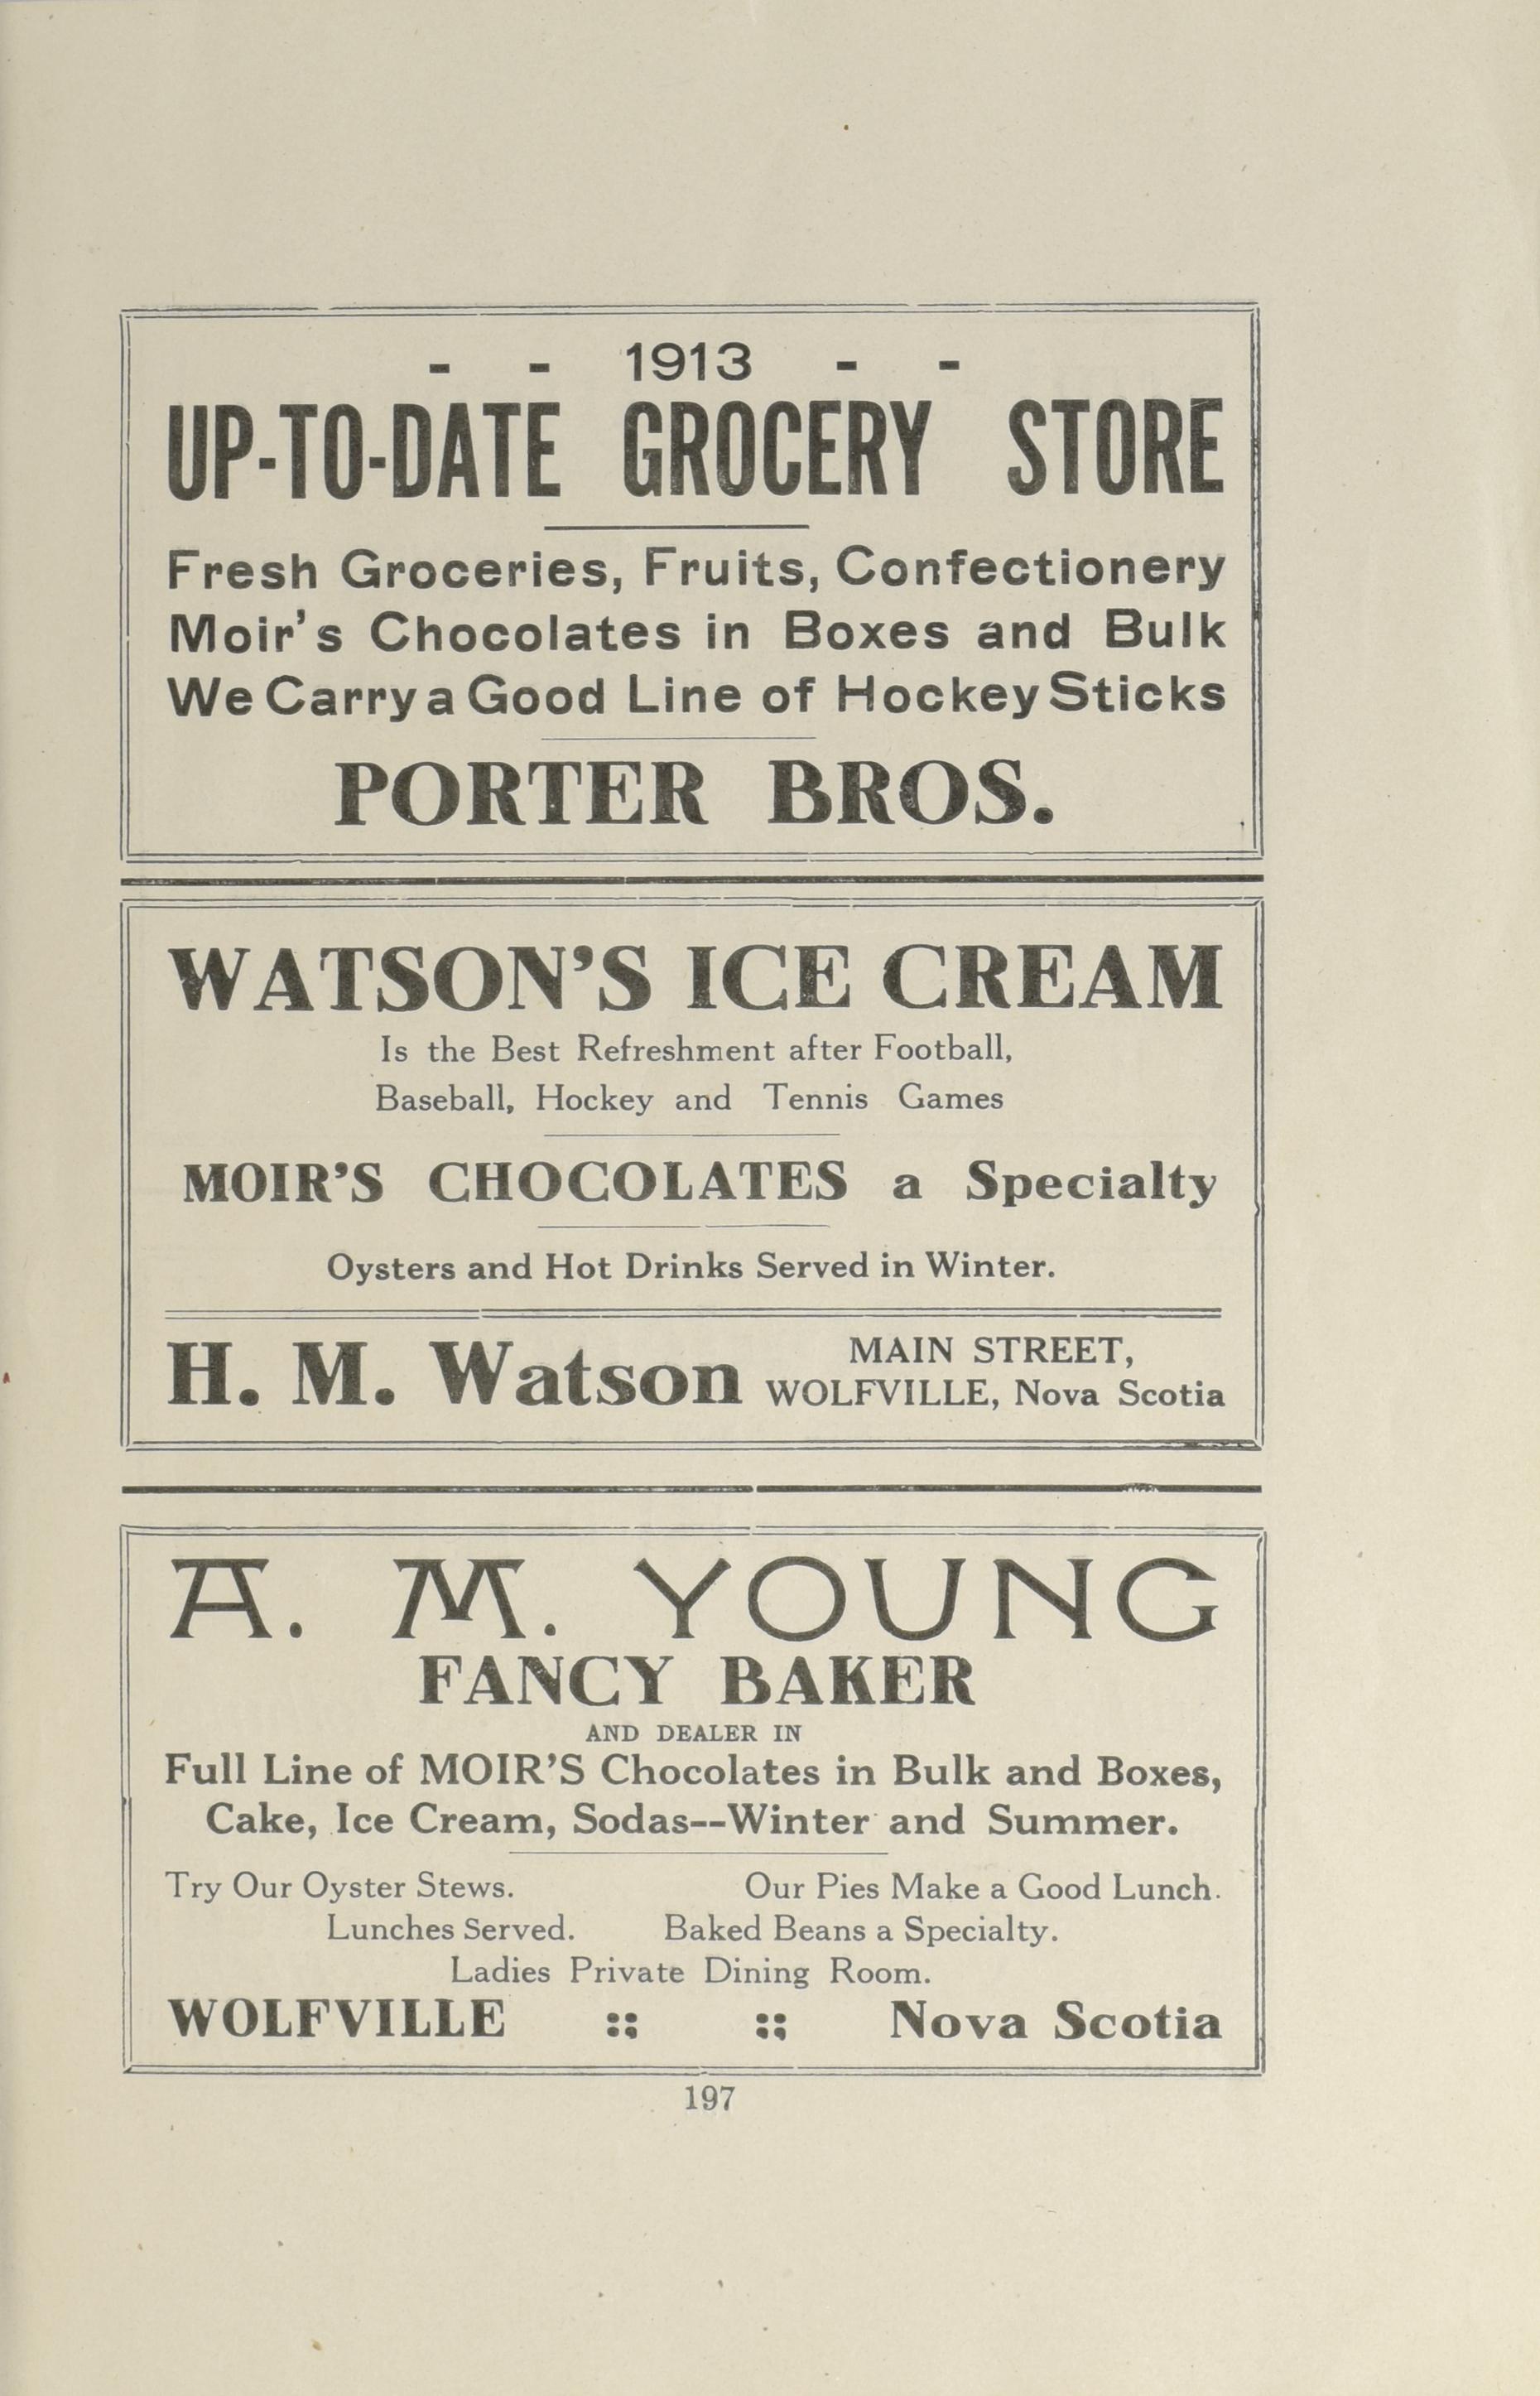 - - 1913 - -
UP-TO-DATE GROCERY STORE
Fresh Groceries, Fruits, Confectionery
Moir's Chocolates in Boxes and Bulk
We Carry a Good Line of Hockey Sticks
PORTER BROS.
WATSON'S ICE CREAM
Is the Best Refreshment after Football,
Baseball, Hockey and Tennis Games
MOIR'S CHOCOLATES a Specialty
Oysters and Hot Drinks Served in Winter.
H. M. Watson MAIN STREET,
WOLFVILLE, Nova Scotia
A. M. YOUNG
FANCY BAKER
AND DEALER IN
Full Line of MOIR'S Chocolates in Bulk and Boxes,
Cake, Ice Cream, Sodas--Winter and Summer.
Try Our Oyster Stews. Our Pies Make a Good Lunch.
Lunches Served. Baked Beans a Specialty.
Ladies Private Dining Room.
WOLFVILLE :: :: Nova Scotia
197